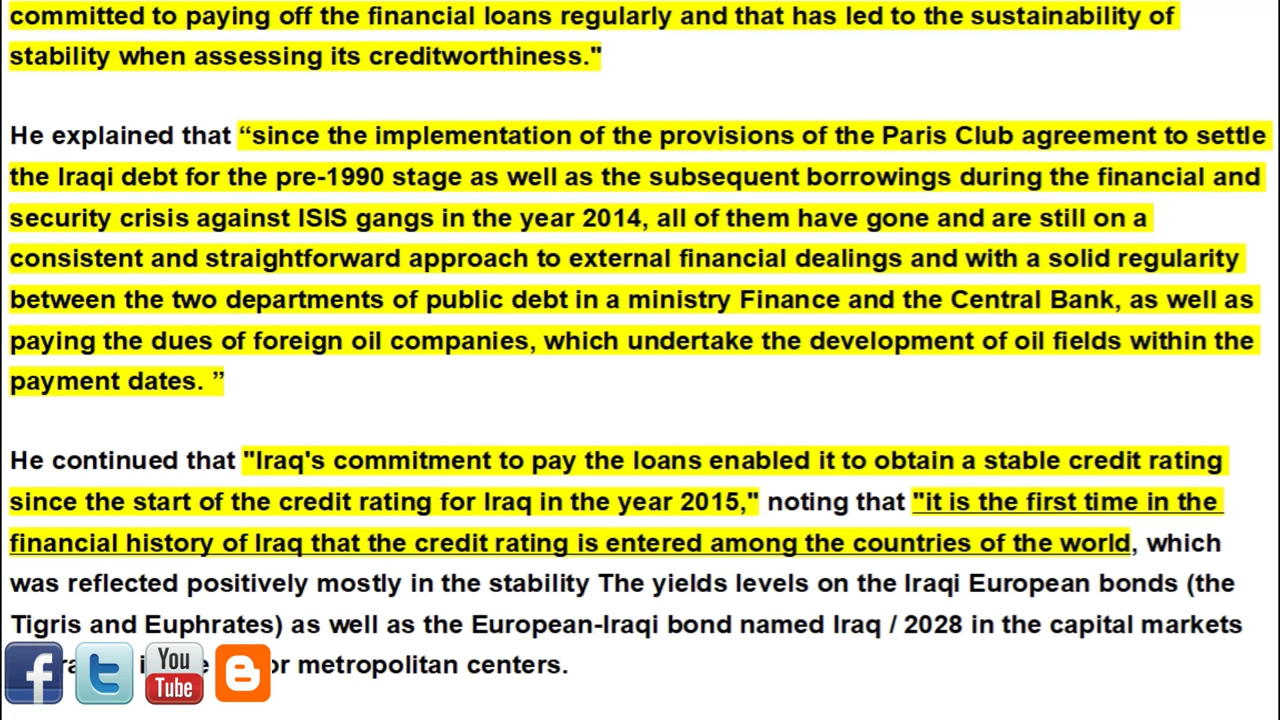 committed to paying off the financial loans regularly and that has led to the sustainability of
stability when assessing its creditworthiness."
He explained that “since the implementation of the provisions of the Paris Club agreement to settle
the Iraqi debt for the pre-1990 stage as well as the subsequent borrowings during the financial and
security crisis against ISIS gangs in the year 2014, all of them have gone and are still on a
consistent and straightforward approach to external financial dealings and with a solid regularity
between the two departments of public debt in a ministry Finance and the Central Bank, as well as
paying the dues of foreign oil companies, which undertake the development of oil fields within the
payment dates. ”
He continued that "Iraq's commitment to pay the loans enabled it to obtain a stable credit rating
since the start of the credit rating for Iraq in the year 2015," noting that "it is the first time in the
financial history of Iraq that the credit rating is entered among the countries of the world, which
was reflected positively mostly in the stability The yields levels on the Iraqi European bonds (the
Tigris and Euphrates) as well as the European-Iraqi bond named Iraq / 2028 in the capital markets
metropolitan centers.
You
Tube